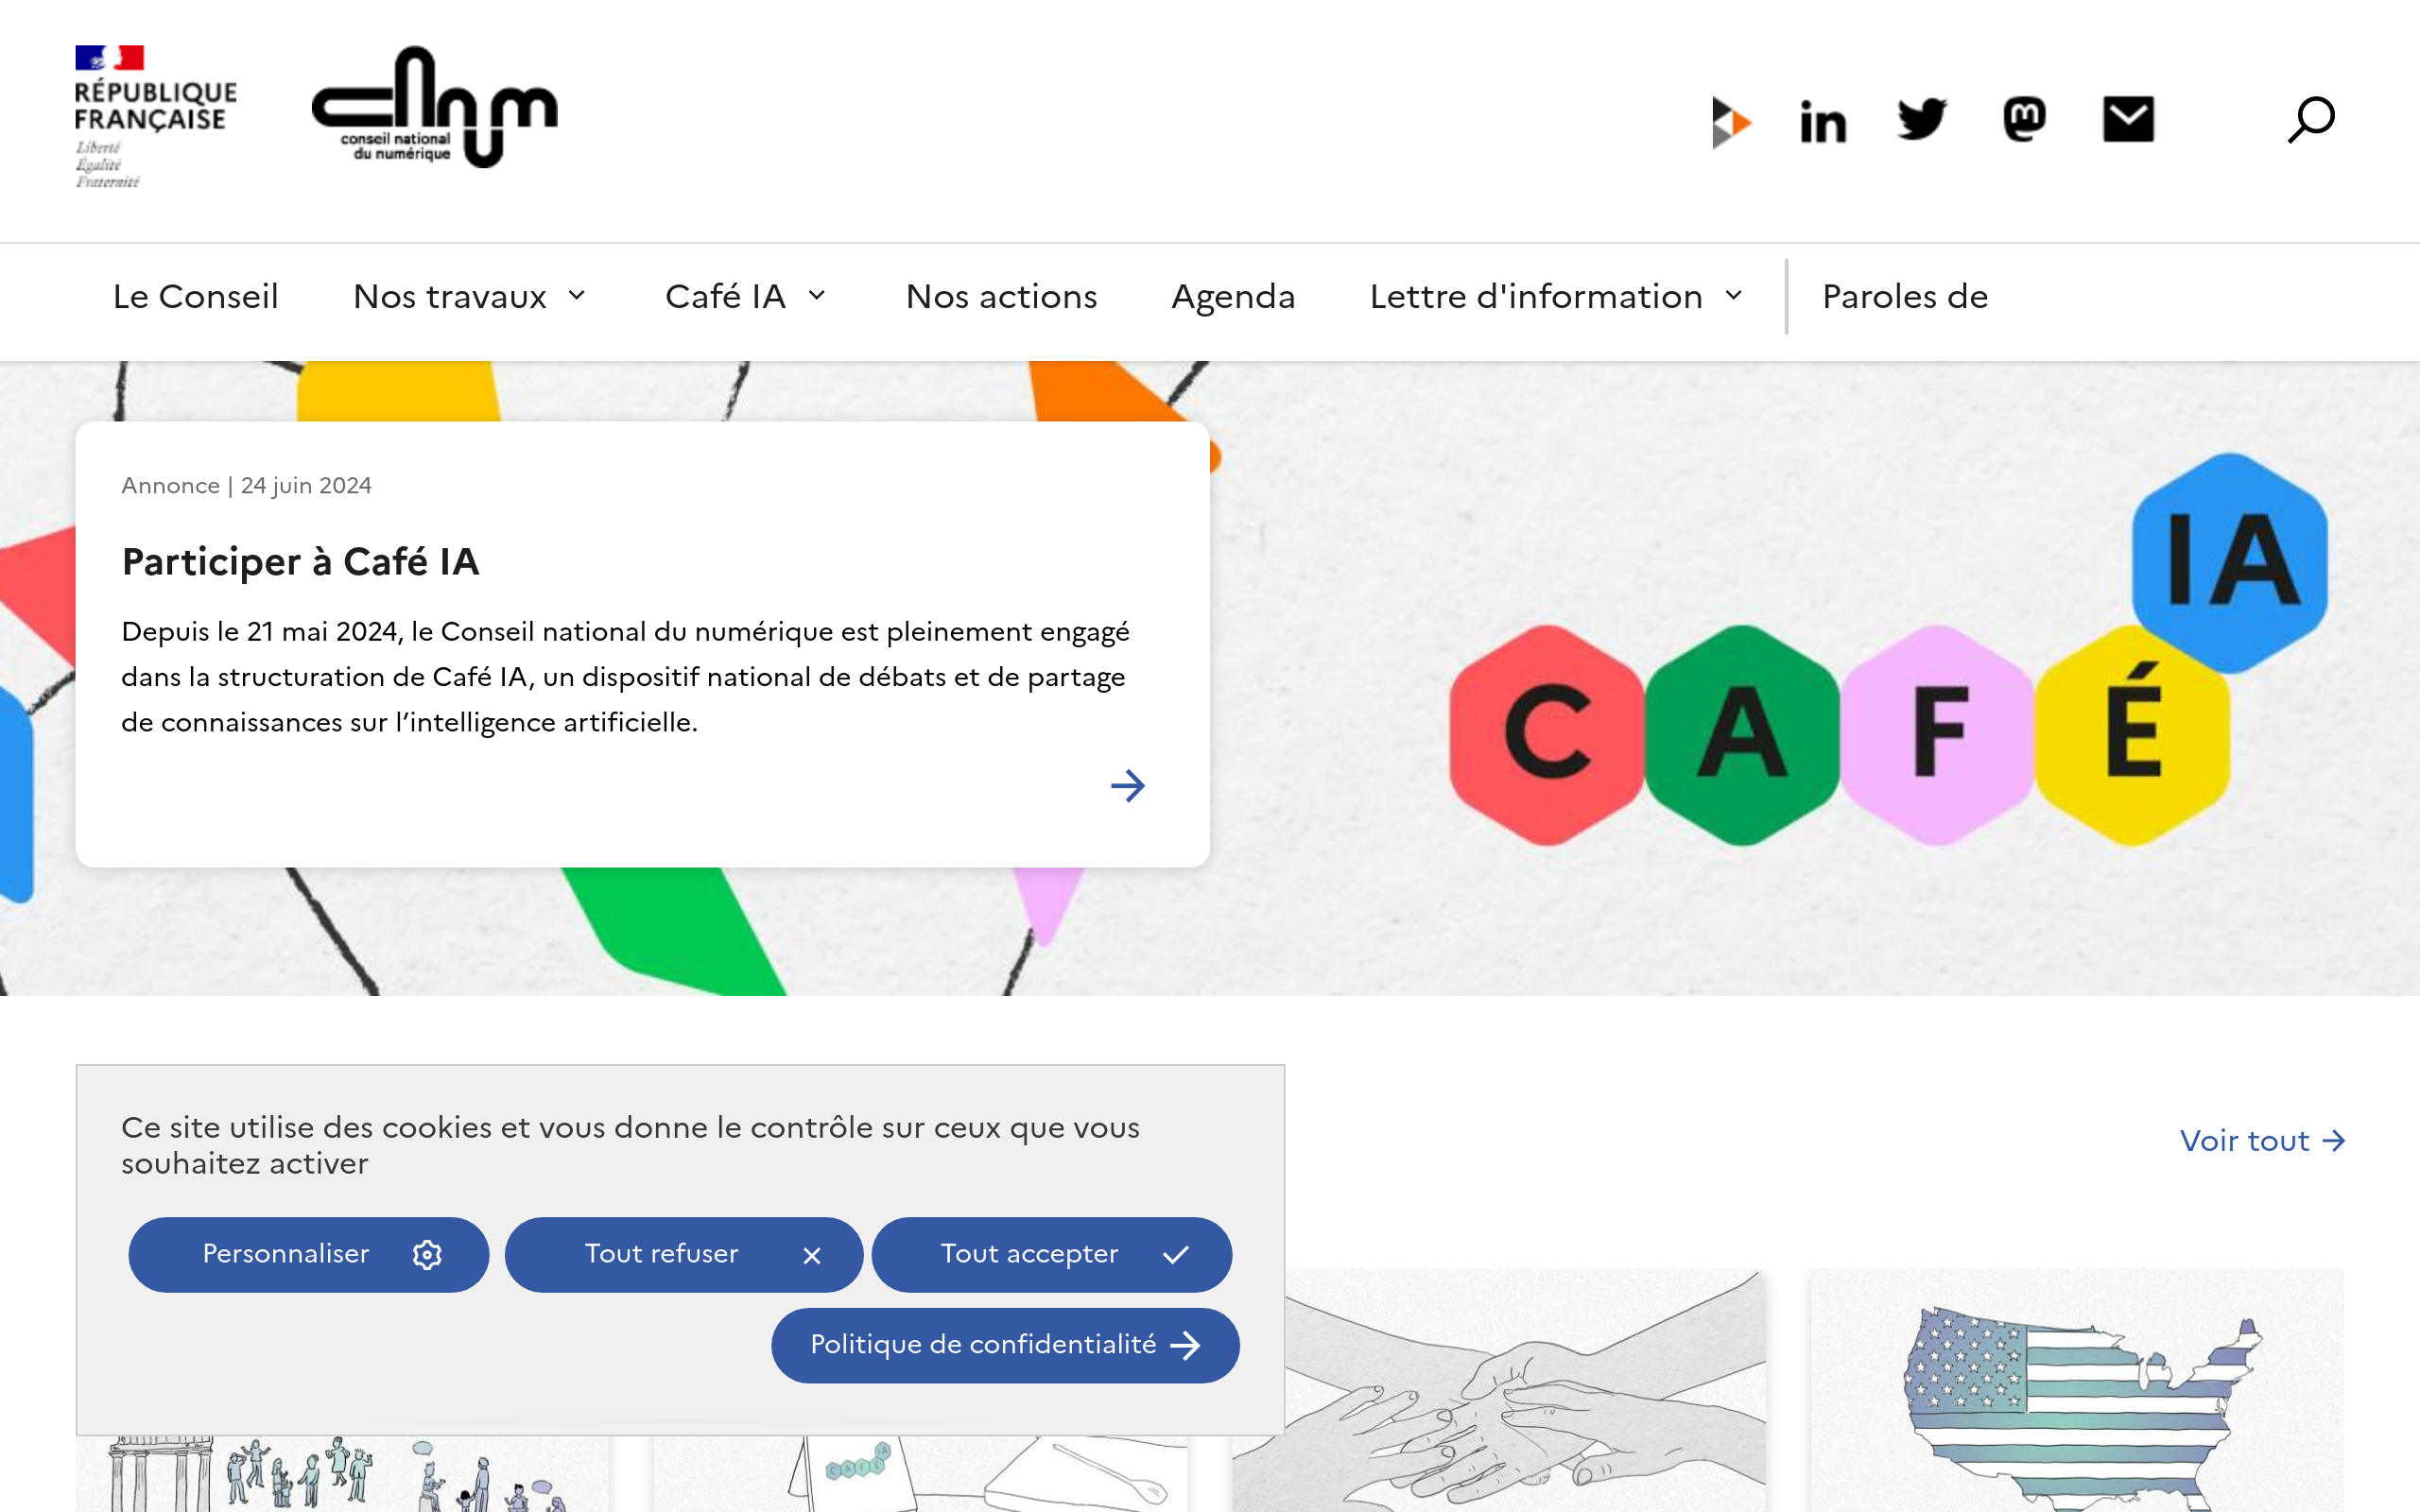 RÉPUBLIQUE
FRANÇAISE
Liberté
Égalité
Fraternité
cnnum
conseil national
du numérique
in
m
Le Conseil
Nos travaux
Café IA
Nos actions
Agenda
Lettre d'information
Paroles de
Annonce | 24 juin 2024
Participer à Café IA
Depuis le 21 mai 2024, le Conseil national du numérique est pleinement engagé
dans la structuration de Café IA, un dispositif national de débats et de partage
de connaissances sur l’intelligence artificielle.
IA
CAFÉ
Ce site utilise des cookies et vous donne le contrôle sur ceux que vous
souhaitez activer
Voir tout
Personnaliser
Tout refuser
Tout accepter
Politique de confidentialité
IA
CAFÉ